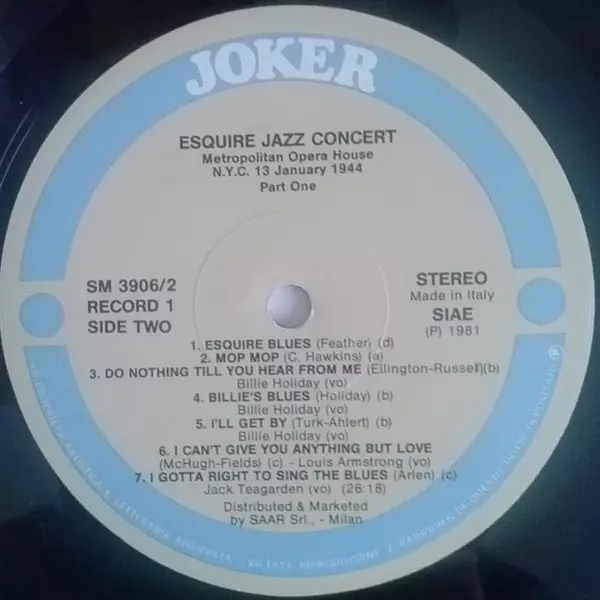 JOKER
ESQUIRE JAZZ CONCERT
Metropolitan Opera House
N.Y.C. 13 January 1944
Part One
SM 3906/2
RECORD 1
SIDE TWO
STEREO
Made in Italy
SIAE
(P) 1981
1. ESQUIRE BLUES (Feather) (d)
2. MOP MOP (C. Hawkins) (a)
3. DO NOTHING TILL YOU HEAR FROM ME (Ellington-Russell)(b)
Billie Holiday (vo)
4. BILLIE'S BLUES (Holiday) (b)
Billie Holiday (vo)
5. I'LL GET BY (Turk-Ahlert) (b)
Billie Holiday (vo)
6. I CAN'T GIVE YOU ANYTHING BUT LOVE
(McHugh-Fields) (c) - Louis Armstrong (vo)
7. I GOTTA RIGHT TO SING THE BLUES (Arlen) (c)
Jack Teagarden (vo) (26:18)
Distributed & Marketed
by SAAR Srl., - Milan